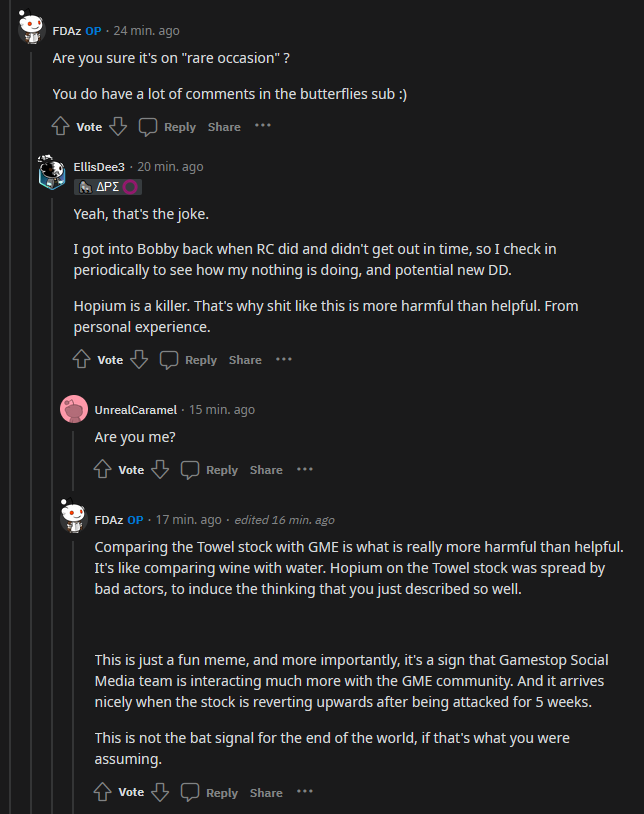 FDAz OP · 24 min. ago
Are you sure it's on "rare occasion" ?
You do have a lot of comments in the butterflies sub :)
Vote Reply Share ···
EllisDee3 · 20 min. ago
ΔΡΣ
Yeah, that's the joke.
I got into Bobby back when RC did and didn't get out in time, so I check in
periodically to see how my nothing is doing, and potential new DD.
Hopium is a killer. That's why shit like this is more harmful than helpful. From
personal experience.
Vote Reply Share ···
UnrealCaramel · 15 min. ago
Are you me?
Vote Reply Share ···
FDAz OP · 17 min. ago · edited 16 min. ago
Comparing the Towel stock with GME is what is really more harmful than helpful.
It's like comparing wine with water. Hopium on the Towel stock was spread by
bad actors, to induce the thinking that you just described so well.
This is just a fun meme, and more importantly, it's a sign that Gamestop Social
Media team is interacting much more with the GME community. And it arrives
nicely when the stock is reverting upwards after being attacked for 5 weeks.
This is not the bat signal for the end of the world, if that's what you were
assuming.
Vote Reply Share ···